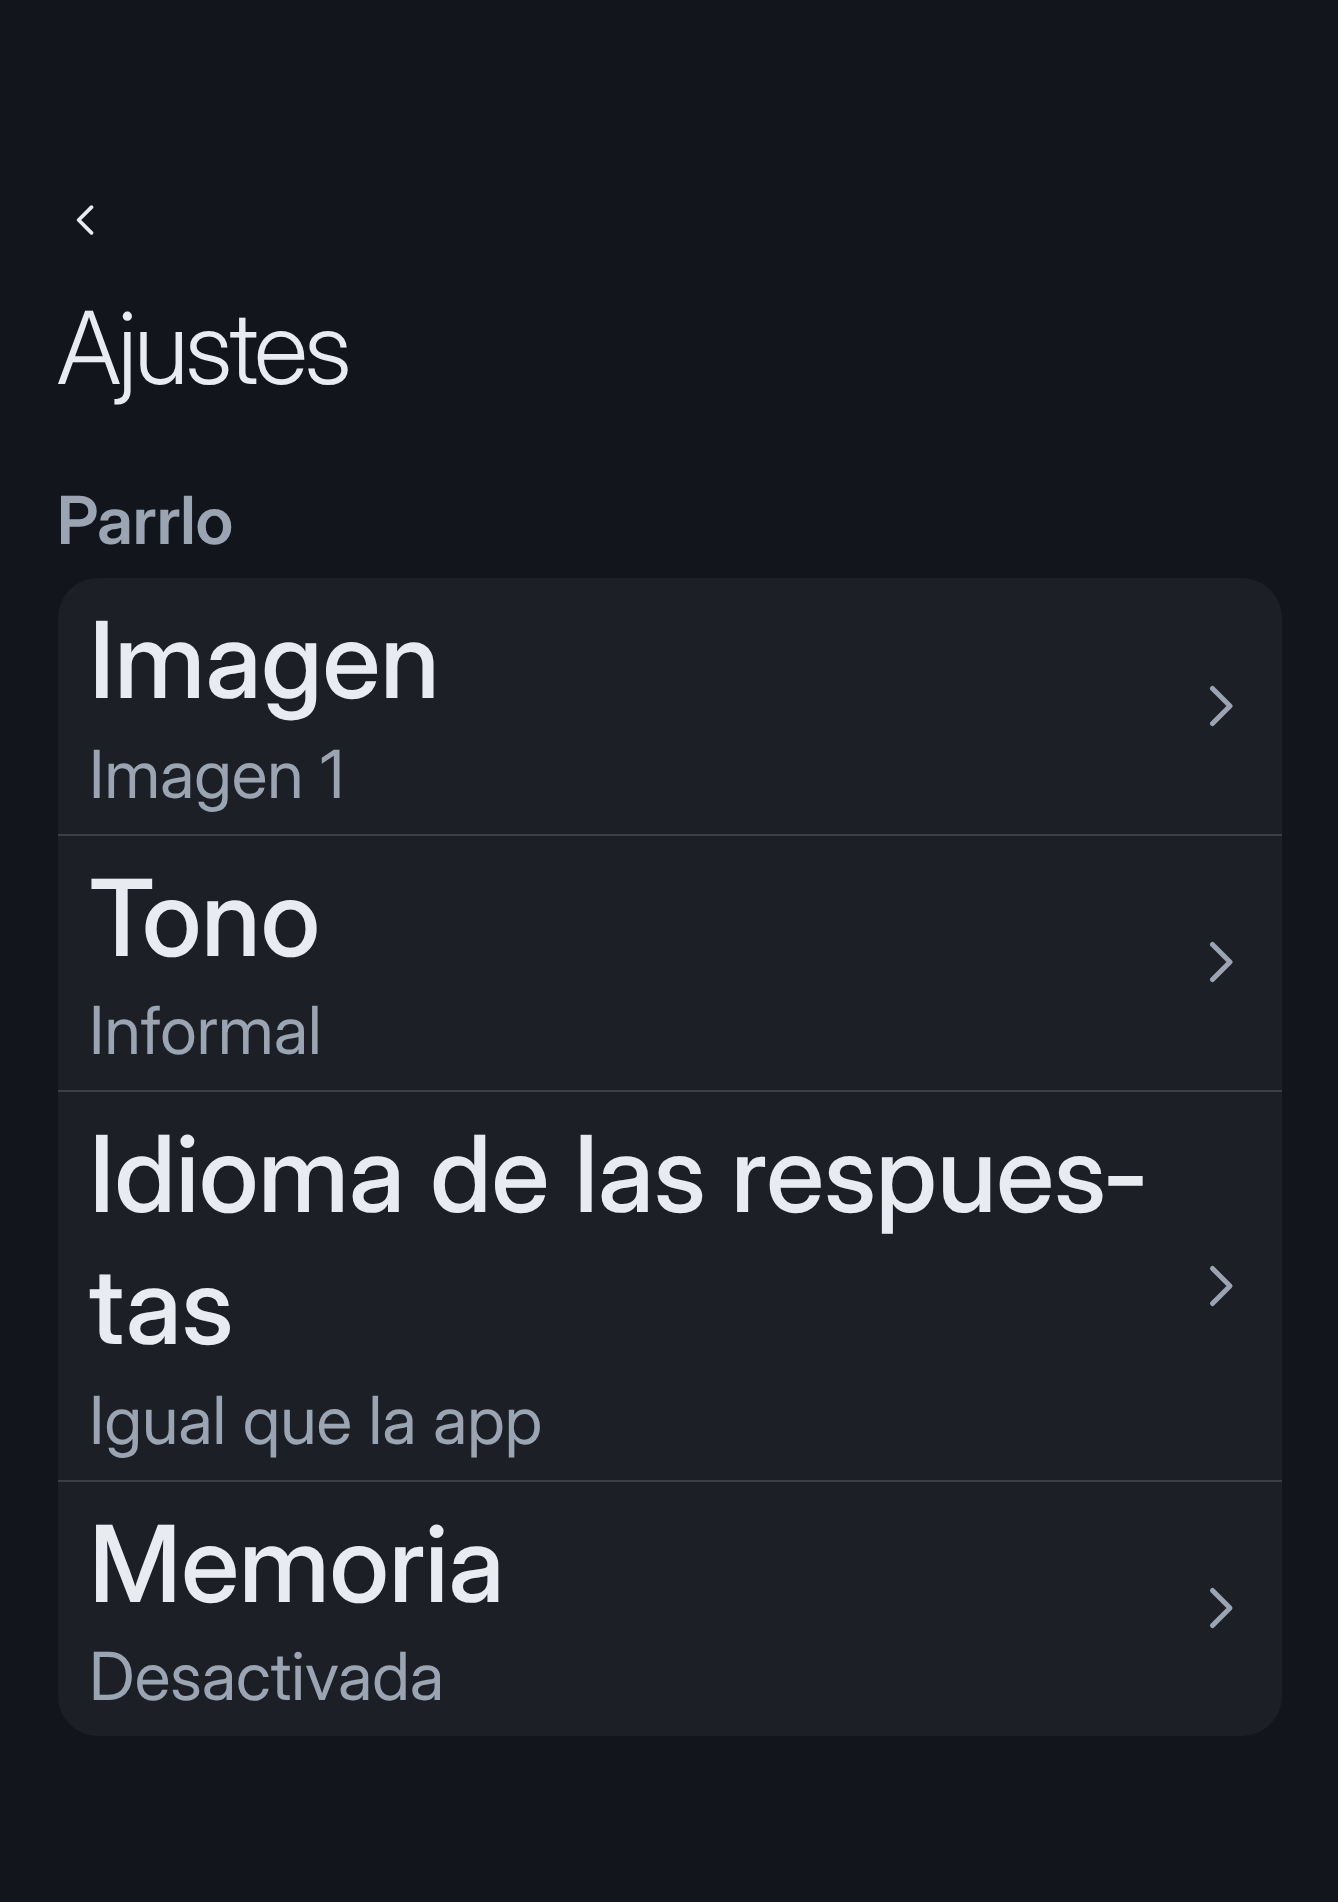 Ajustes
Parrlo
Imagen
Imagen 1
Tono
Informal
Idioma de las respues-
tas
Igual que la app
Memoria
Desactivada